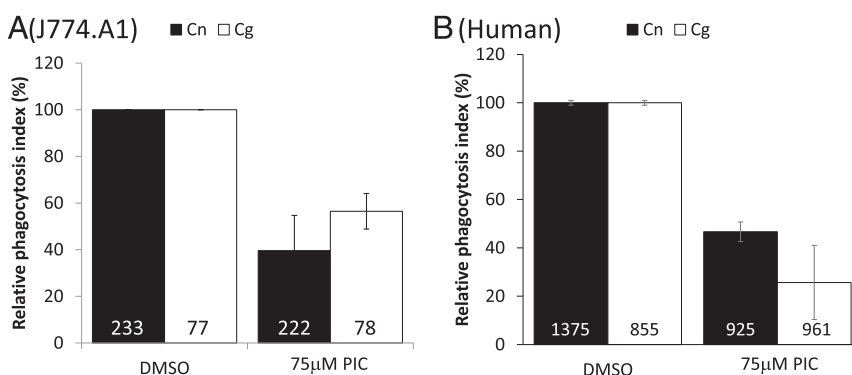 A(J774.A1)
Cn Cg
Relative phagocytosis index (%)
120
100
80
60
40
20
0
233 77 222 78
DMSO 75μM PIC
B (Human)
Cn Cg
Relative phagocytosis index (%)
120
100
80
60
40
20
0
1375 855 925 961
DMSO 75μM PIC